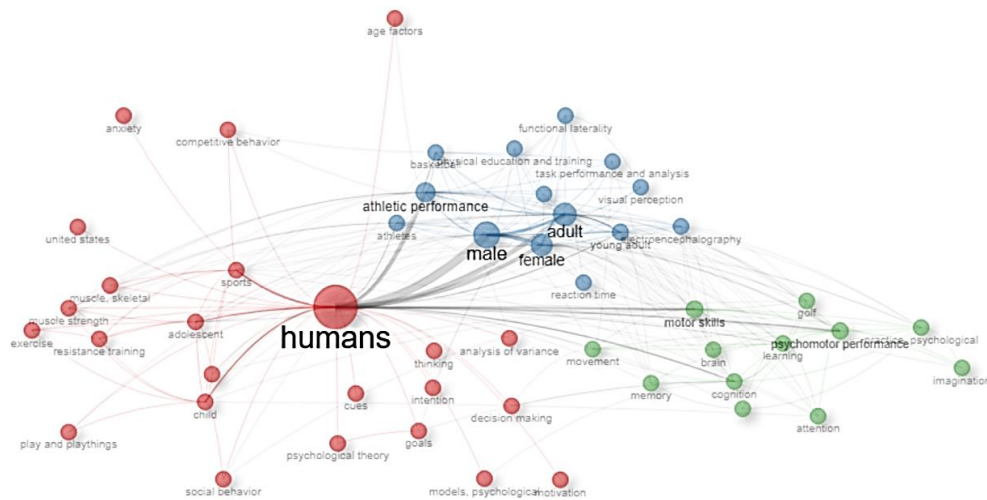 age factors
anxiety
functional laterality
competitive behavior
physical education and training
basketball
task performance and analysis
visual perception
athletic performance
united states
athletes
adult
electroencephalography
young adult
male
female
sports
muscle, skeletal
reaction time
muscle strength
golf
adolescent
motor skills
humans
exercise
resistance training
analysis of variance
psychomotor performance
practice, psychological
thinking
movement
brain
learning
imagination
memory
cognition
cues
intention
child
decision making
attention
play and playthings
goals
psychological theory
social behavior
models, psychological
motivation